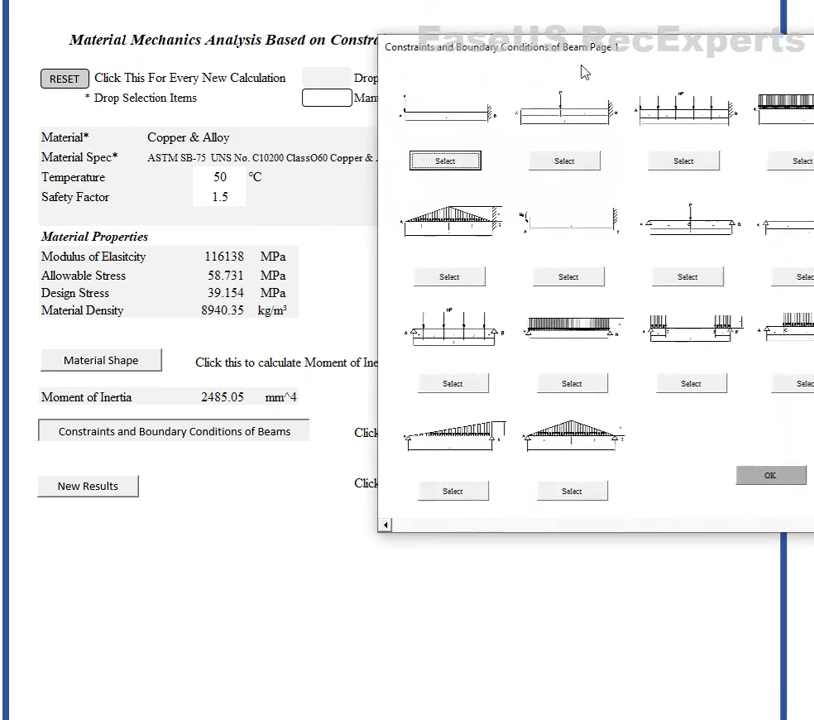 EaseUS RecExperts
Material Mechanics Analysis Based on Constra
Constraints and Boundary Conditions of Beam Page 1
RESET Click This For Every New Calculation Drop
* Drop Selection Items Man
Material* Copper & Alloy
Material Spec* ASTM SB-75 UNS No. C10200 ClassO60 Copper &
Temperature 50 °C
Safety Factor 1.5
Material Properties
Modulus of Elasitcity 116138 MPa
Allowable Stress 58.731 MPa
Design Stress 39.154 MPa
Material Density 8940.35 kg/m³
Material Shape Click this to calculate Moment of Ine
Moment of Inertia 2485.05 mm^4
Constraints and Boundary Conditions of Beams Click
New Results Click
Select Select Select Select
Select Select Select Selec
Select Select Select Selec
Select Select
OK